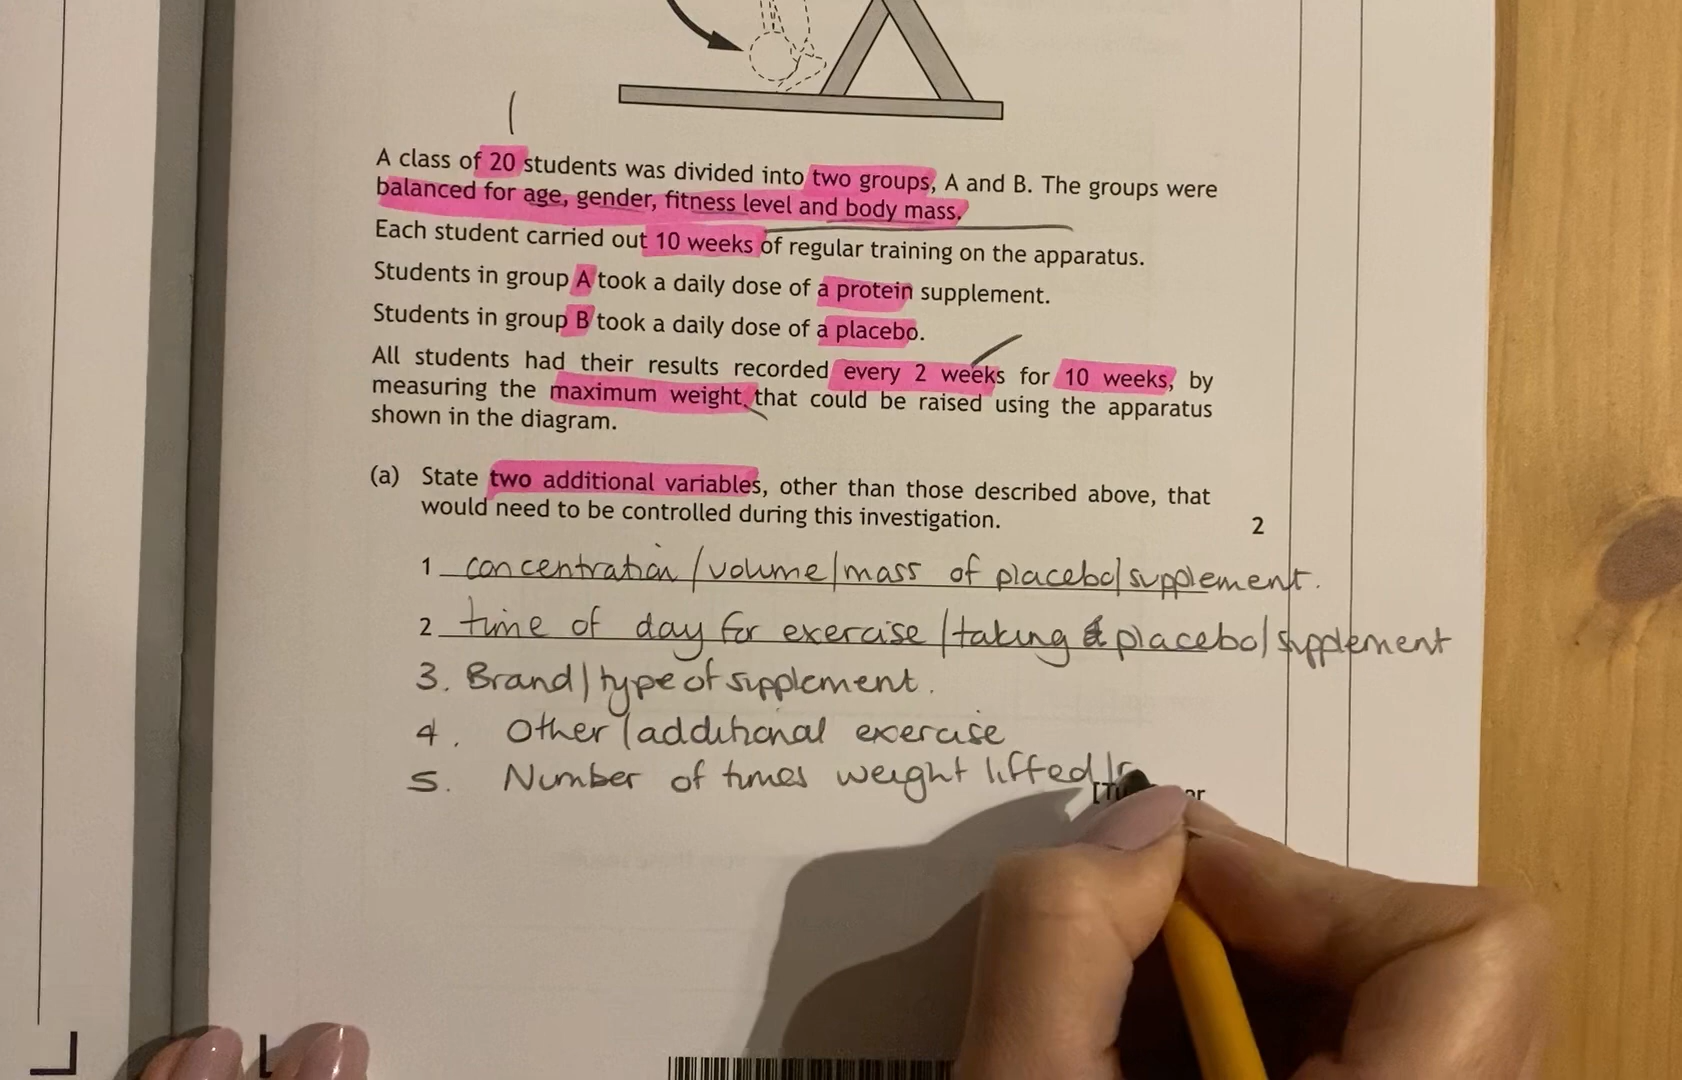 A class of 20 students was divided into two groups, A and B. The groups were
balanced for age, gender, fitness level and body mass.
Each student carried out 10 weeks of regular training on the apparatus.
Students in group A took a daily dose of a protein supplement.
Students in group B took a daily dose of a placebo.
All students had their results recorded every 2 weeks for 10 weeks, by
measuring the maximum weight that could be raised using the apparatus
shown in the diagram.
(a) State two additional variables, other than those described above, that
would need to be controlled during this investigation.
2
1 concentration/volume/mass of placebo/supplement.
2 time of day for exercise/taking placebo/supplement
3. Brand/type of supplement.
4. Other/additional exercise
5. Number of times weight lifted/